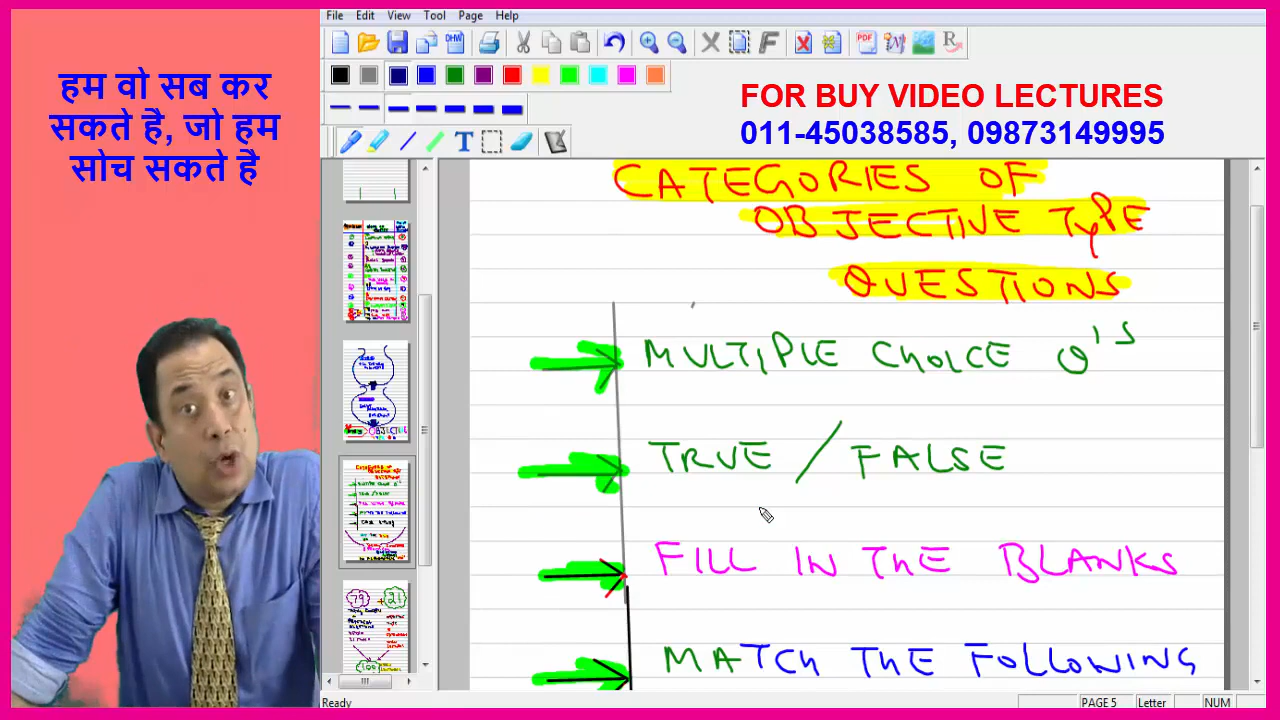 हम वो सब कर
सकते है, जो हम
सोच सकते है
File Edit View Tool Page Help
FOR BUY VIDEO LECTURES
011-45038585, 09873149995
CATEGORIES OF
OBJECTIVE TYPE
QUESTIONS
MULTIPLE CHOICE Q'S
TRUE / FALSE
FILL IN THE BLANKS
MATCH THE FOLLOWING
Ready PAGE 5 Letter NUM